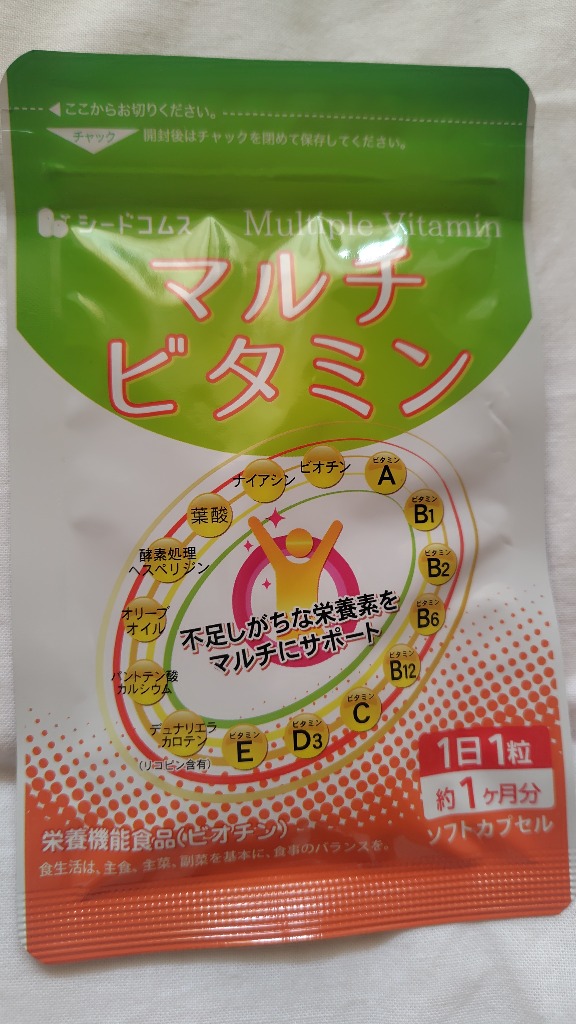 ここからお切りください。
チャック
開封後はチャックを閉めて保存してください。
シードコムス
Multiple Vitamin
マルチ
ビタミン
ナイアシン
ビオチン
ビタミン
A
葉酸
ビタミン
B1
酵素処理
ヘスペリジン
ビタミン
B2
オリーブ
オイル
ビタミン
B6
不足しがちな栄養素を
マルチにサポート
パントテン酸
カルシウム
ビタミン
B12
ビタミン
C
デュナリエラ
カロテン
(リコピン含有)
ビタミン
E
ビタミン
D3
1日1粒
約1ヶ月分
ソフトカプセル
栄養機能食品(ビオチン)
食生活は、主食、主菜、副菜を基本に、食事のバランスを。